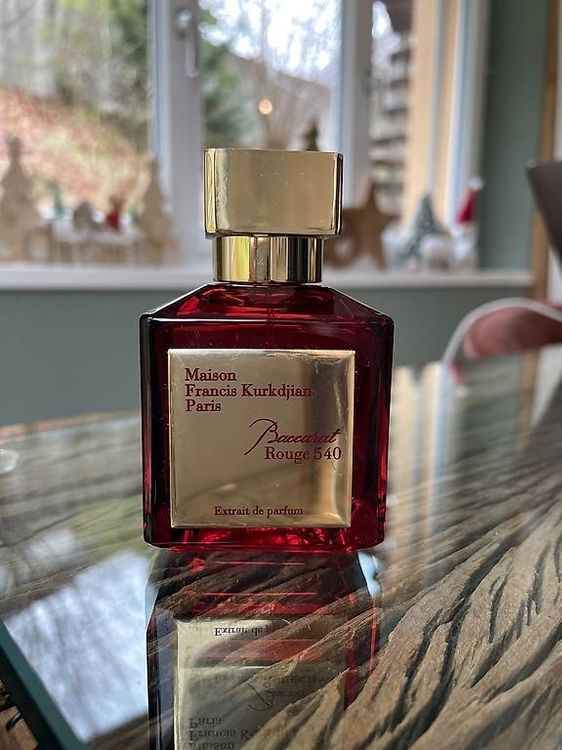 Maison
Francis Kurkdjian
Paris
Baccarat
Rouge 540
Extrait de parfum